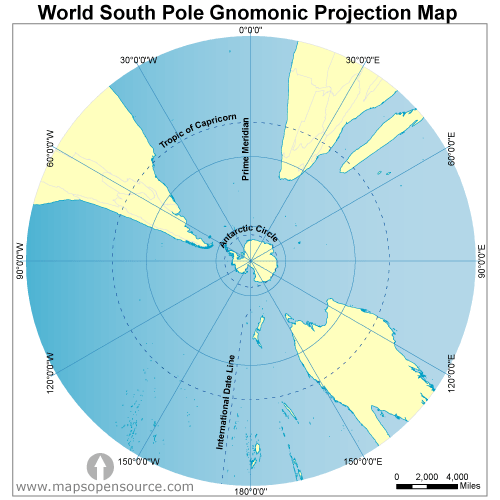 World South Pole Gnomonic Projection Map
0°0'0"
30°0'0"W
30°0'0"E
Tropic of Capricorn
Prime Meridian
60°0'0"W
60°0'0"E
Antarctic Circle
90°0'0"W
90°0'0"E
International Date Line
120°0'0"W
120°0'0"E
150°0'0"W
150°0'0"E
180°0'0"
0 2,000 4,000
Miles
www.mapsopensource.com